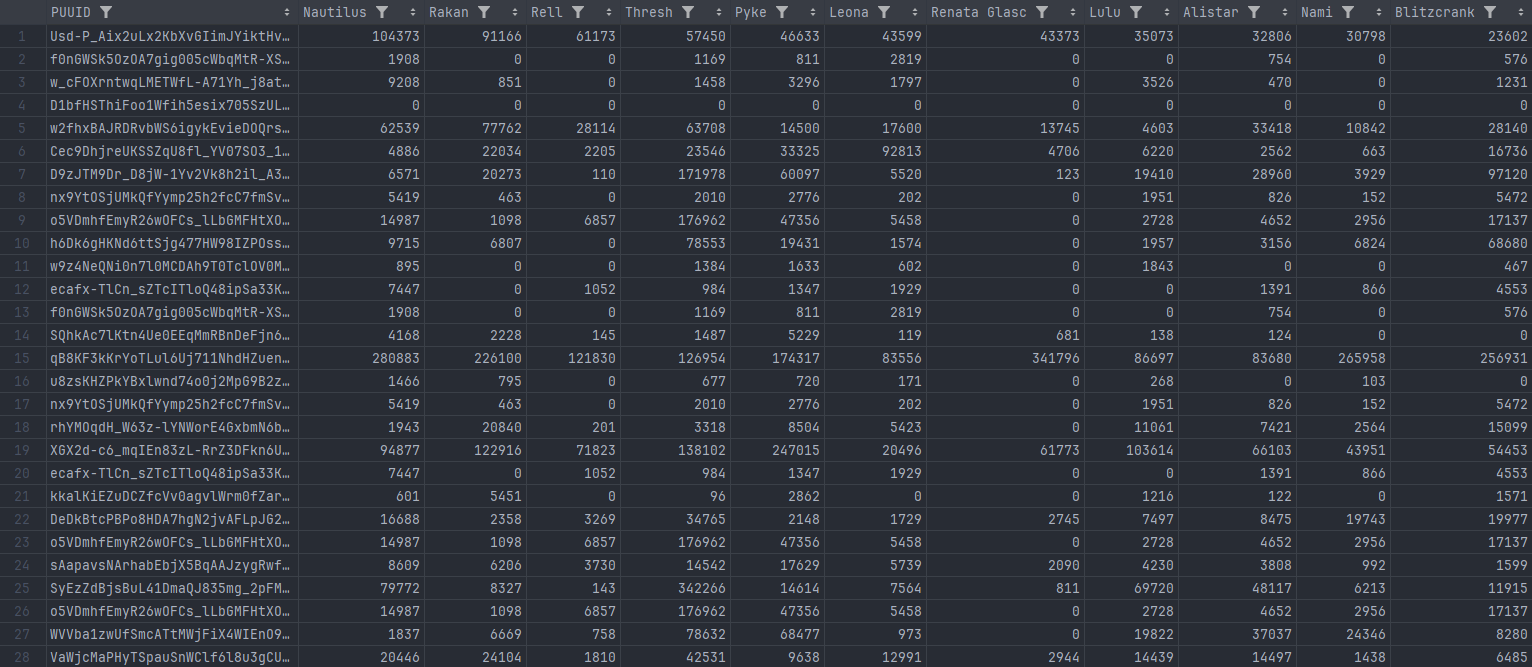 PUUID Nautilus Rakan Rell Thresh Pyke Leona Renata Glasc Lulu Alistar Nami Blitzcrank
1 Usd-P_Aix2uLx2KbXvGIimJYiktHv… 104373 91166 61173 57450 46633 43599 43373 35073 32806 30798 23602
2 f0nGWSk5OzOA7gig005cWbqMtR-XS… 1908 0 0 1169 811 2819 0 0 754 0 576
3 w_cFOXrntwqLMETWfL-A71Yh_j8at… 9208 851 0 1458 3296 1797 0 3526 470 0 1231
4 D1bfHSThiFoo1Wfih5esix705SzUL… 0 0 0 0 0 0 0 0 0 0 0
5 w2fhxBAJRDRvbWS6igykEvieDOQrs… 62539 77762 28114 63708 14500 17600 13745 4603 33418 10842 28140
6 Cec9DhjreUKSSZqU8fl_YV07SO3_1… 4886 22034 2205 23546 33325 92813 4706 6220 2562 663 16736
7 D9zJTM9Dr_D8jW-1Yv2Vk8h2il_A3… 6571 20273 110 171978 60097 5520 123 19410 28960 3929 97120
8 nx9YtOSjUMkQfYymp25h2fcC7fmSv… 5419 463 0 2010 2776 202 0 1951 826 152 5472
9 o5VDmhfEmyR26wOFCs_lLbGMFHtXO… 14987 1098 6857 176962 47356 5458 0 2728 4652 2956 17137
10 h6Dk6gHKNd6ttSjg477HW98IZPOss… 9715 6807 0 78553 19431 1574 0 1957 3156 6824 68680
11 w9z4NeQNi0n7l0MCDAh9T0TclOV0M… 895 0 0 1384 1633 602 0 1843 0 0 467
12 ecafx-TlCn_sZTcITloQ48ipSa33K… 7447 0 1052 984 1347 1929 0 0 1391 866 4553
13 f0nGWSk5OzOA7gig005cWbqMtR-XS… 1908 0 0 1169 811 2819 0 0 754 0 576
14 SQhkAc7lKtn4Ue0EEqMmRBnDeFjn6… 4168 2228 145 1487 5229 119 681 138 124 0 0
15 qB8KF3kKrYoTLul6Uj711NhdHZuen… 280883 226100 121830 126954 174317 83556 341796 86697 83680 265958 256931
16 u8zsKHZPkYBxlwnd74o0j2MpG9B2z… 1466 795 0 677 720 171 0 268 0 103 0
17 nx9YtOSjUMkQfYymp25h2fcC7fmSv… 5419 463 0 2010 2776 202 0 1951 826 152 5472
18 rhYMOqdH_W63z-lYNWorE4GxbmN6b… 1943 20840 201 3318 8504 5423 0 11061 7421 2564 15099
19 XGX2d-c6_mqIEn83zL-RrZ3DFkn6U… 94877 122916 71823 138102 247015 20496 61773 103614 66103 43951 54453
20 ecafx-TlCn_sZTcITloQ48ipSa33K… 7447 0 1052 984 1347 1929 0 0 1391 866 4553
21 kkalKiEZuDCZfcVv0agvlWrm0fZar… 601 5451 0 96 2862 0 0 1216 122 0 1571
22 DeDkBtcPBPo8HDA7hgN2jvAFLpJG2… 16688 2358 3269 34765 2148 1729 2745 7497 8475 19743 19977
23 o5VDmhfEmyR26wOFCs_lLbGMFHtXO… 14987 1098 6857 176962 47356 5458 0 2728 4652 2956 17137
24 sAapavsNArhabEbjX5BqAAJzygRwf… 8609 6206 3730 14542 17629 5739 2090 4230 3808 992 1599
25 SyEzZdBjsBuL41DmaQJ835mg_2pFM… 79772 8327 143 342266 14614 7564 811 69720 48117 6213 11915
26 o5VDmhfEmyR26wOFCs_lLbGMFHtXO… 14987 1098 6857 176962 47356 5458 0 2728 4652 2956 17137
27 WVVba1zwUfSmcATtMWjFiX4WIEnO9… 1837 6669 758 78632 68477 973 0 19822 37037 24346 8280
28 VaWjcMaPHyTSpauSnWClf6l8u3gCU… 20446 24104 1810 42531 9638 12991 2944 14439 14497 1438 6485